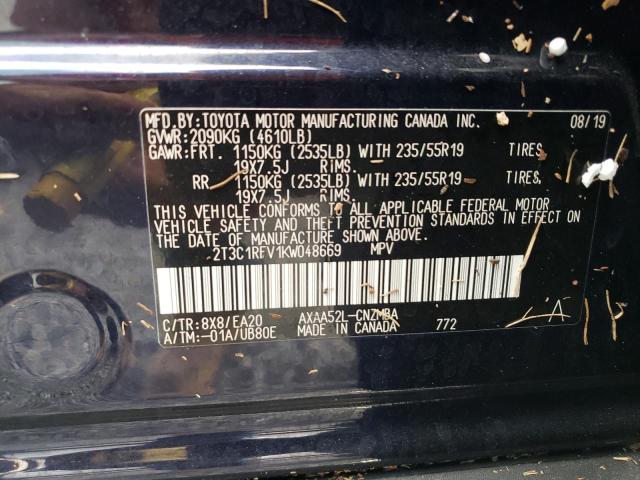 MFD.BY:TOYOTA MOTOR MANUFACTURING CANADA INC. 08/19
GVWR:2090KG (4610LB)
GAWR:FRT. 1150KG (2535LB) WITH 235/55R19 TIRES,
19X7.5J RIMS.
RR. 1150KG (2535LB) WITH 235/55R19 TIRES,
19X7.5J RIMS.
THIS VEHICLE CONFORMS TO ALL APPLICABLE FEDERAL MOTOR
VEHICLE SAFETY AND THEFT PREVENTION STANDARDS IN EFFECT ON
THE DATE OF MANUFACTURE SHOWN ABOVE.
2T3C1RFV1KW048669 MPV
C/TR:8X8/EA20 AXAA52L-CNZMBA
A/TM:-01A/UB80E MADE IN CANADA 772